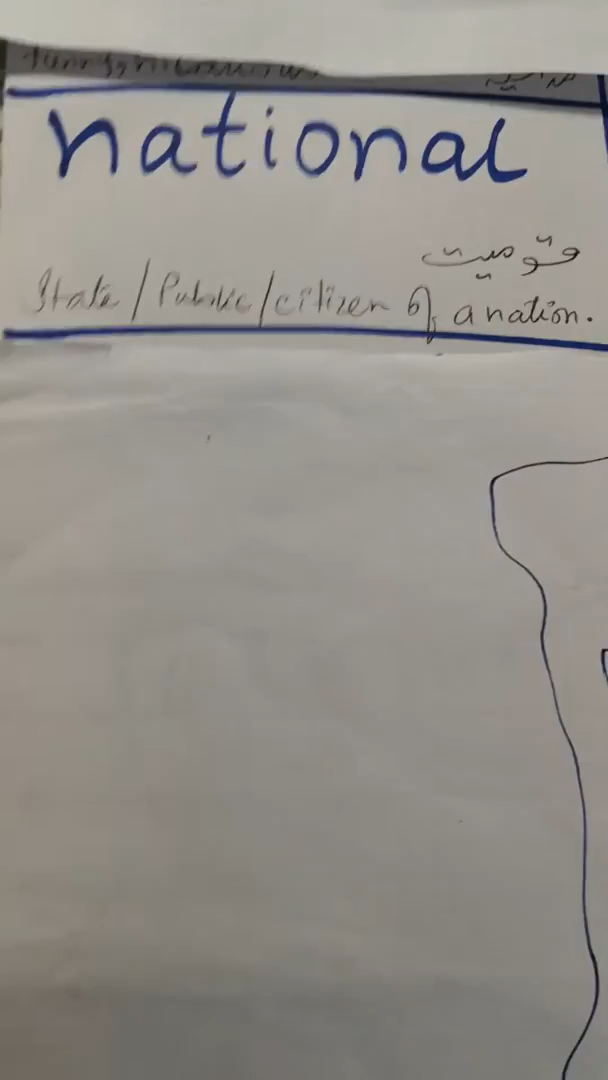 national
قومیت
State/Public/citizen of a nation.